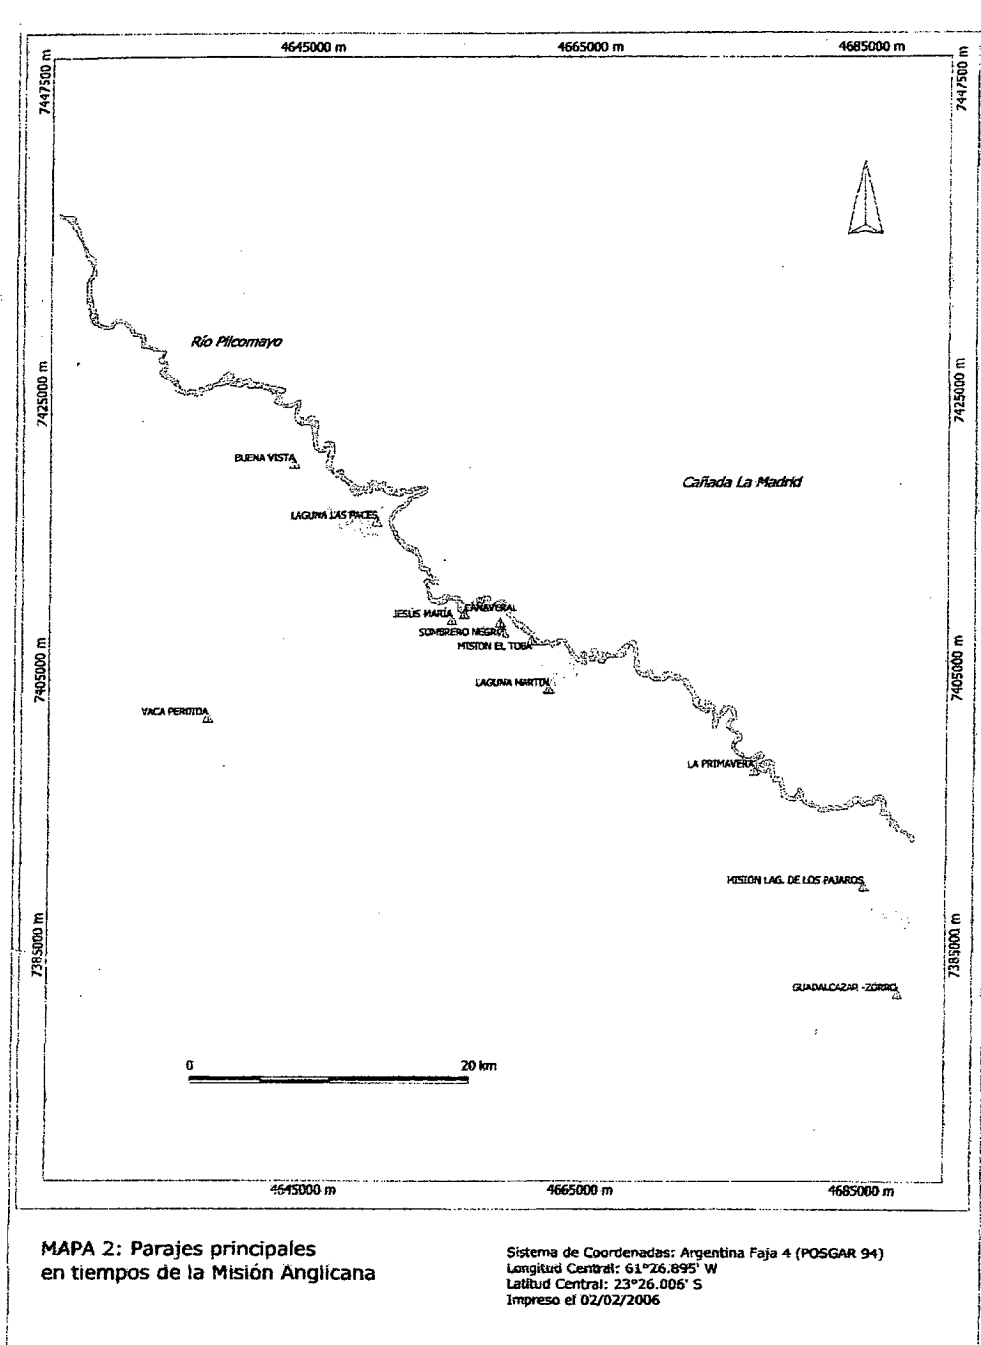 4645000 m 4665000 m 4685000 m
7447500 m 7447500 m
Río Pilcomayo
7425000 m 7425000 m
BUENA VISTA
Cañada La Madrid
LAGUNA LAS PACES
CAÑAVERAL
JESÚS MARÍA
SOMBRERO NEGRO
MISION EL TOBA
7405000 m 7405000 m
LAGUNA MARTIN
VACA PERDIDA
LA PRIMAVERA
MISION LAG. DE LOS PAJAROS
7385000 m 7385000 m
GUADALCAZAR -ZORRO
0 20 km
4645000 m 4665000 m 4685000 m
MAPA 2: Parajes principales
en tiempos de la Misión Anglicana
Sistema de Coordenadas: Argentina Faja 4 (POSGAR 94)
Longitud Central: 61°26.895' W
Latitud Central: 23°26.006' S
Impreso el 02/02/2006